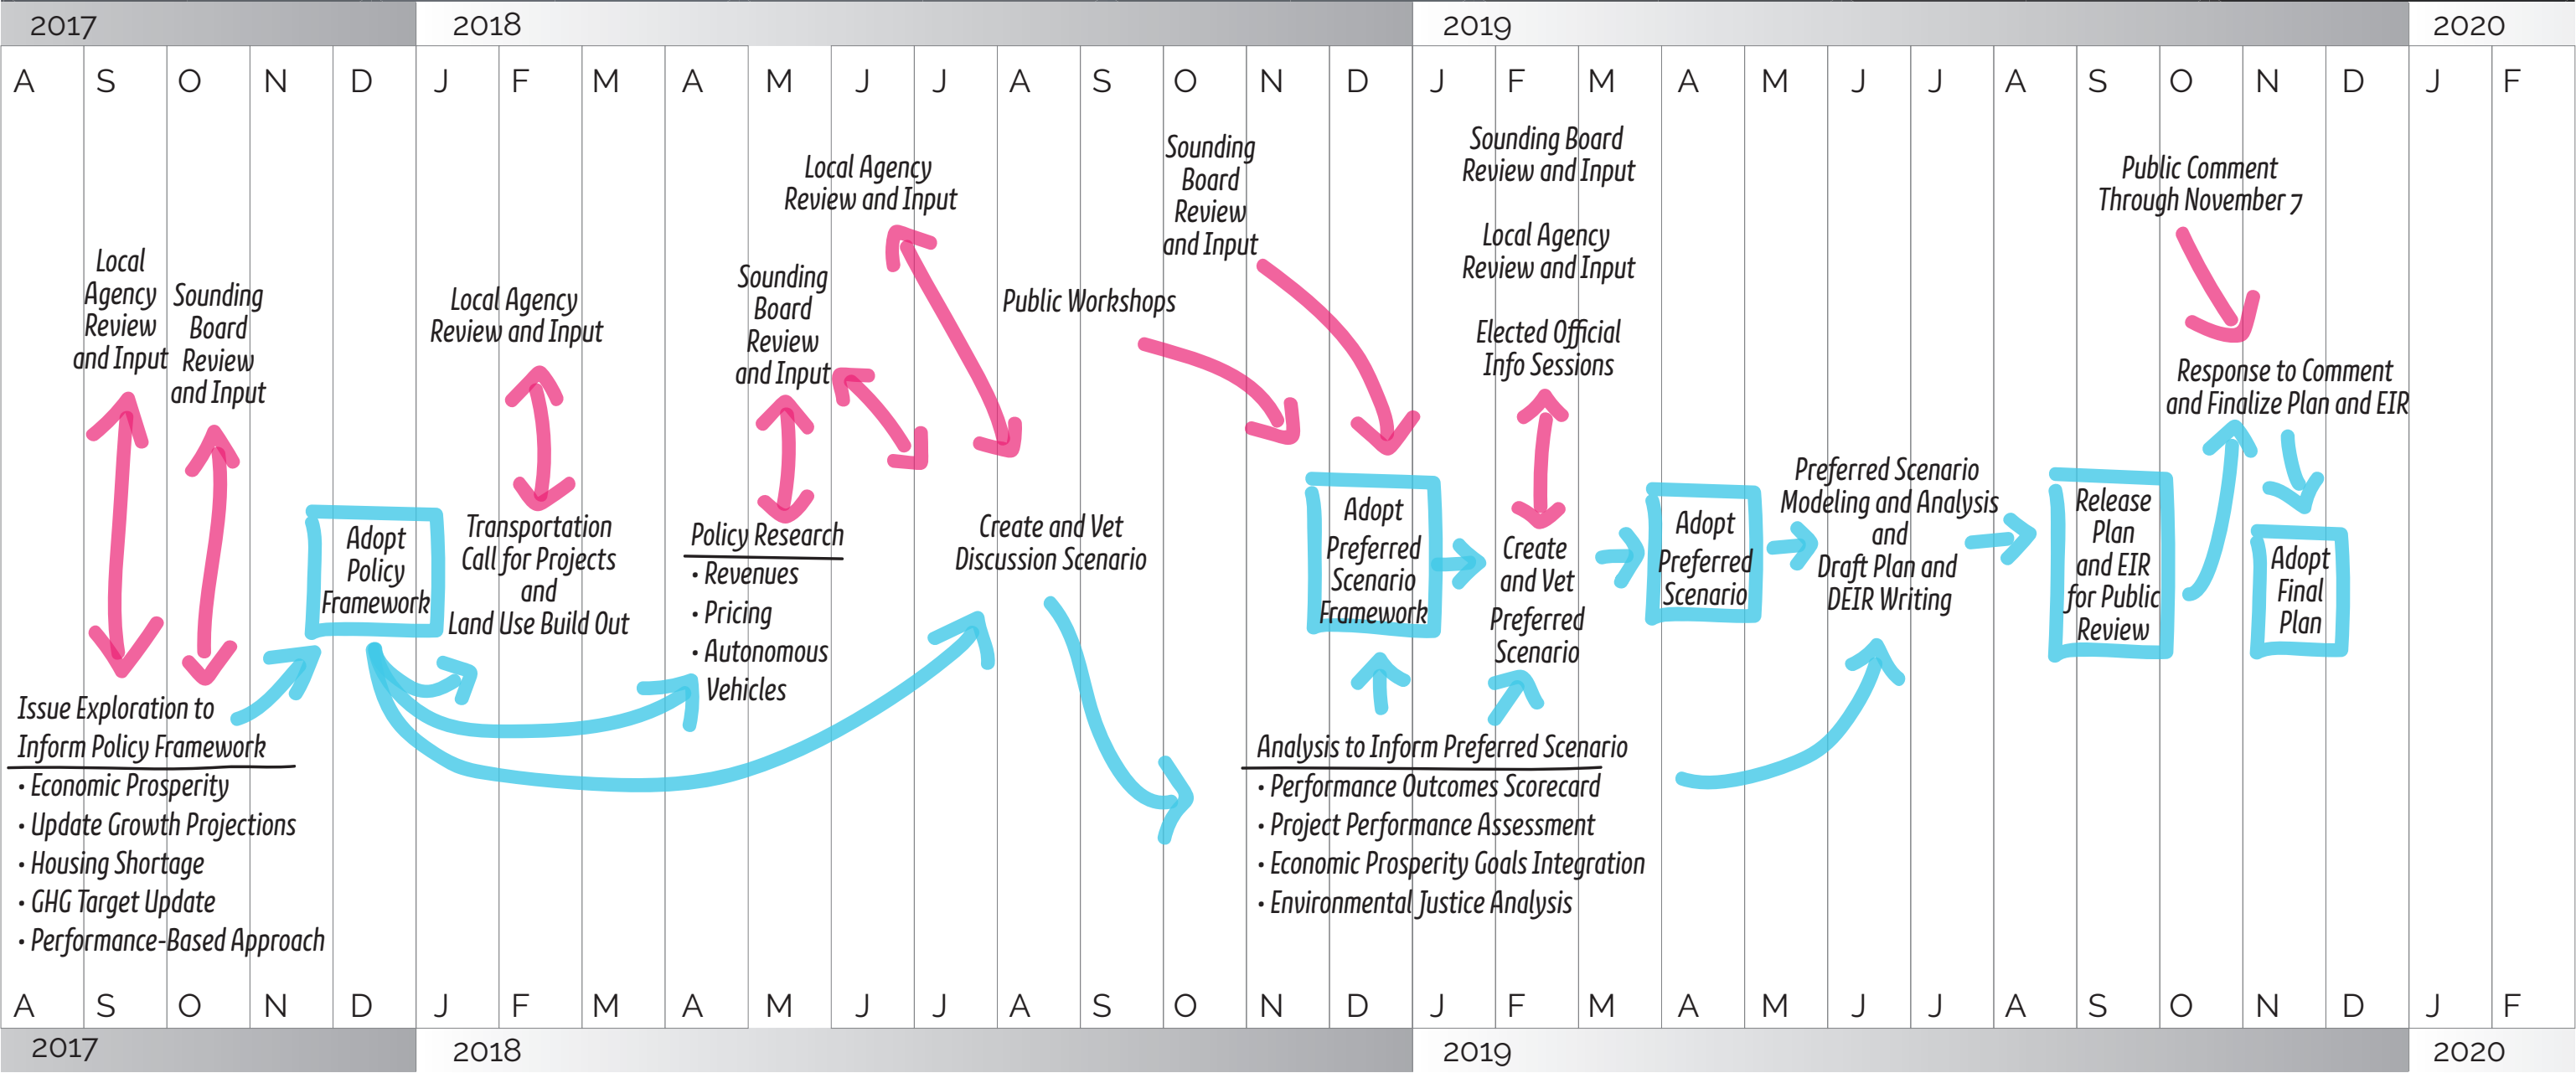 2017 2018 2019 2020
A S O N D J F M A M J J A S O N D J F M A M J J A S O N D J F
Local
Agency
Review
and Input
Sounding
Board
Review
and Input
Issue Exploration to
Inform Policy Framework
• Economic Prosperity
• Update Growth Projections
• Housing Shortage
• GHG Target Update
• Performance-Based Approach
Adopt
Policy
Framework
Local Agency
Review and Input
Transportation
Call for Projects
and
Land Use Build Out
Sounding
Board
Review
and Input
Policy Research
• Revenues
• Pricing
• Autonomous
Vehicles
Local Agency
Review and Input
Create and Vet
Discussion Scenario
Public Workshops
Sounding
Board
Review
and Input
Adopt
Preferred
Scenario
Framework
Analysis to Inform Preferred Scenario
• Performance Outcomes Scorecard
• Project Performance Assessment
• Economic Prosperity Goals Integration
• Environmental Justice Analysis
Sounding Board
Review and Input
Local Agency
Review and Input
Elected Official
Info Sessions
Create
and Vet
Preferred
Scenario
Adopt
Preferred
Scenario
Preferred Scenario
Modeling and Analysis
and
Draft Plan and
DEIR Writing
Release
Plan
and EIR
for Public
Review
Public Comment
Through November 7
Response to Comment
and Finalize Plan and EIR
Adopt
Final
Plan
A S O N D J F M A M J J A S O N D J F M A M J J A S O N D J F
2017 2018 2019 2020